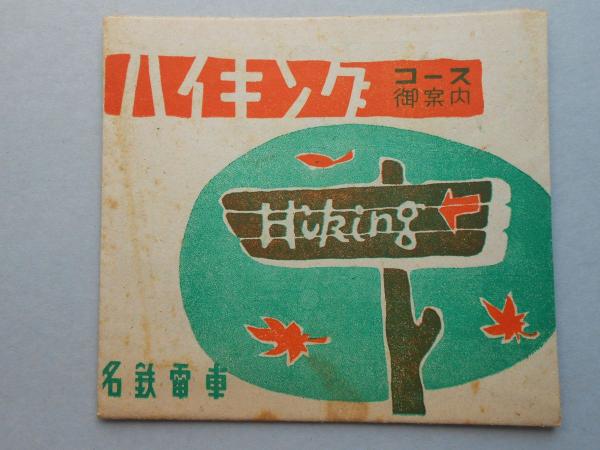 ハイキング
コース
御案内
Hiking
名鉄電車